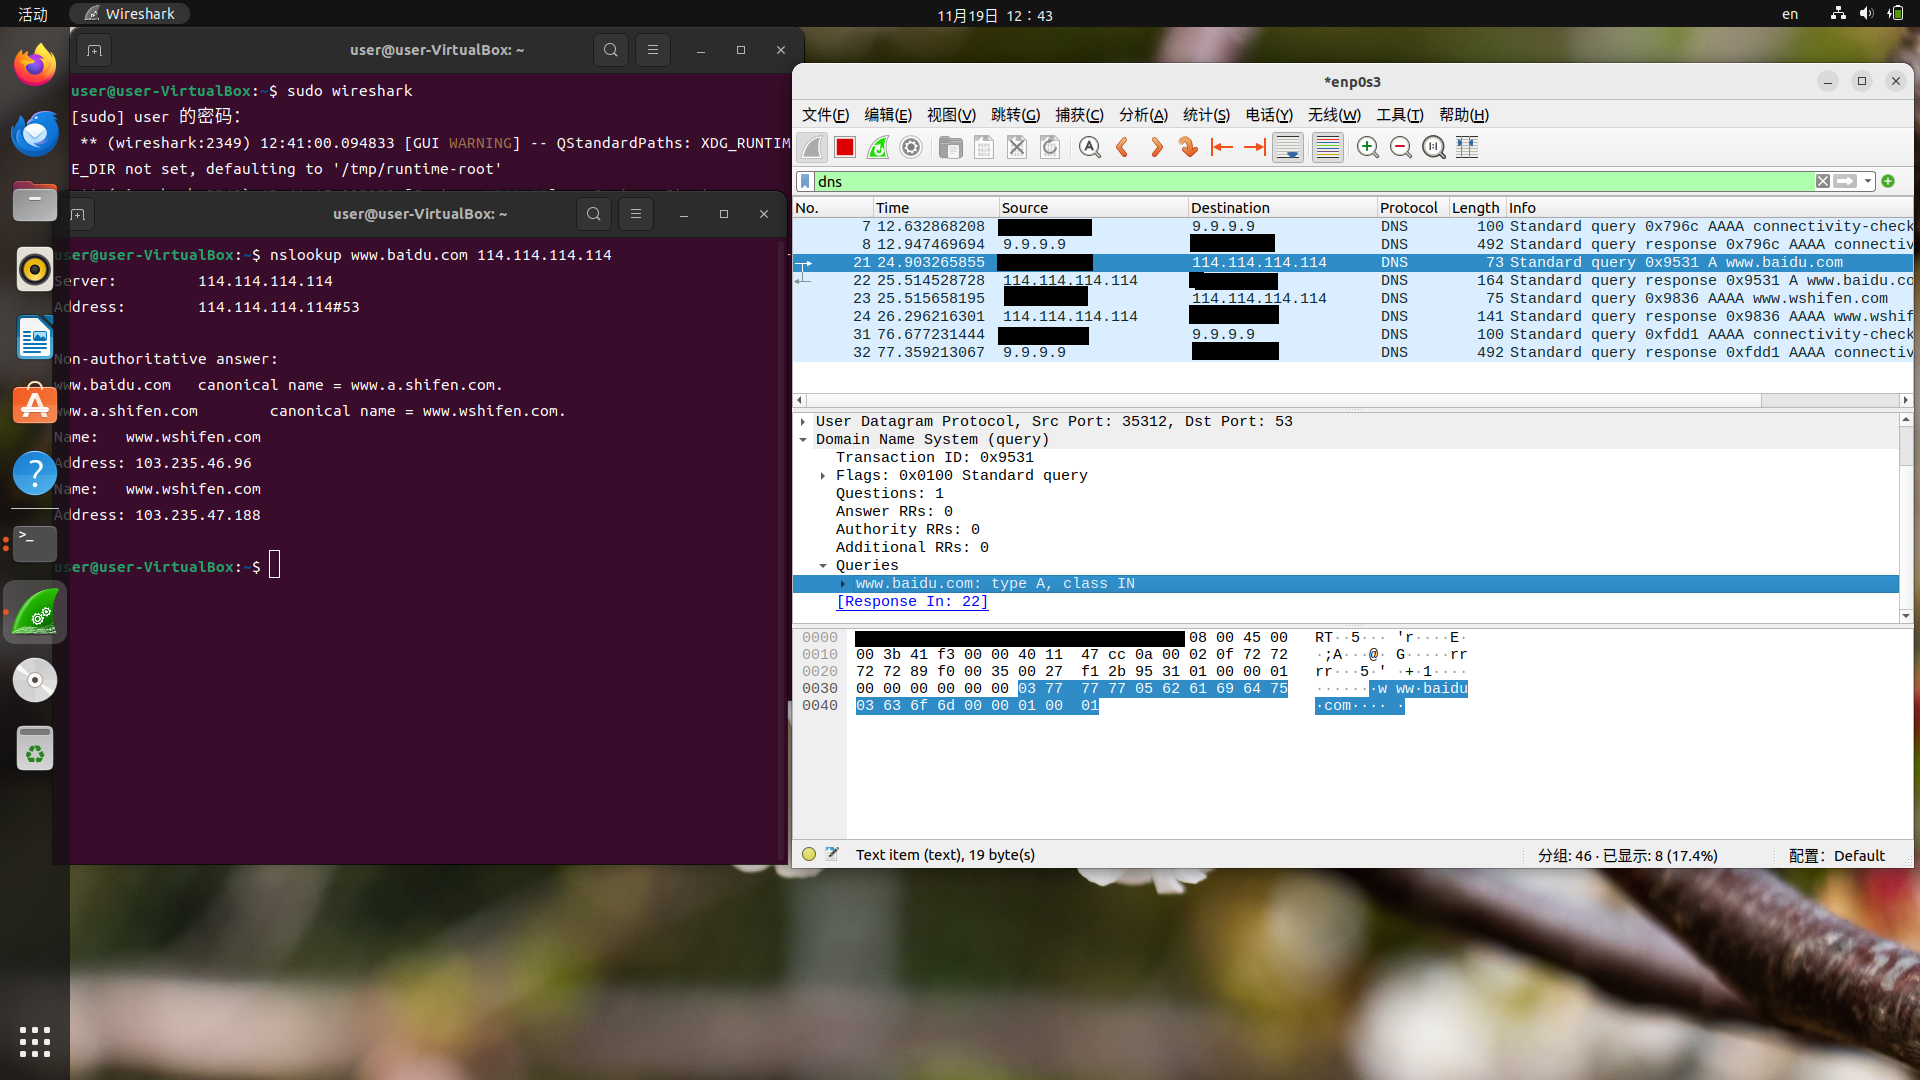 活动 Wireshark 11月19日 12：43 en
user@user-VirtualBox: ~
user@user-VirtualBox:~$ sudo wireshark
[sudo] user 的密码：
** (wireshark:2349) 12:41:00.094833 [GUI WARNING] -- QStandardPaths: XDG_RUNTIM
E_DIR not set, defaulting to '/tmp/runtime-root'
user@user-VirtualBox: ~
user@user-VirtualBox:~$ nslookup www.baidu.com 114.114.114.114
Server: 114.114.114.114
Address: 114.114.114.114#53
Non-authoritative answer:
www.baidu.com canonical name = www.a.shifen.com.
www.a.shifen.com canonical name = www.wshifen.com.
Name: www.wshifen.com
Address: 103.235.46.96
Name: www.wshifen.com
Address: 103.235.47.188
user@user-VirtualBox:~$
*enp0s3
文件(F) 编辑(E) 视图(V) 跳转(G) 捕获(C) 分析(A) 统计(S) 电话(Y) 无线(W) 工具(T) 帮助(H)
dns
No. Time Source Destination Protocol Length Info
7 12.632868208 9.9.9.9 DNS 100 Standard query 0x796c AAAA connectivity-check
8 12.947469694 9.9.9.9 DNS 492 Standard query response 0x796c AAAA connectiv
21 24.903265855 114.114.114.114 DNS 73 Standard query 0x9531 A www.baidu.com
22 25.514528728 114.114.114.114 DNS 164 Standard query response 0x9531 A www.baidu.co
23 25.515658195 114.114.114.114 DNS 75 Standard query 0x9836 AAAA www.wshifen.com
24 26.296216301 114.114.114.114 DNS 141 Standard query response 0x9836 AAAA www.wshif
31 76.677231444 9.9.9.9 DNS 100 Standard query 0xfdd1 AAAA connectivity-check
32 77.359213067 9.9.9.9 DNS 492 Standard query response 0xfdd1 AAAA connectiv
User Datagram Protocol, Src Port: 35312, Dst Port: 53
Domain Name System (query)
Transaction ID: 0x9531
Flags: 0x0100 Standard query
Questions: 1
Answer RRs: 0
Authority RRs: 0
Additional RRs: 0
Queries
www.baidu.com: type A, class IN
[Response In: 22]
0000 08 00 45 00 RT··5··· 'r····E·
0010 00 3b 41 f3 00 00 40 11 47 cc 0a 00 02 0f 72 72 ·;A···@· G·····rr
0020 72 72 89 f0 00 35 00 27 f1 2b 95 31 01 00 00 01 rr···5·' ·+·1····
0030 00 00 00 00 00 00 03 77 77 77 05 62 61 69 64 75 ·······w ww·baidu
0040 03 63 6f 6d 00 00 01 00 01 ·com···· ·
Text item (text), 19 byte(s) 分组: 46 · 已显示: 8 (17.4%) 配置：Default